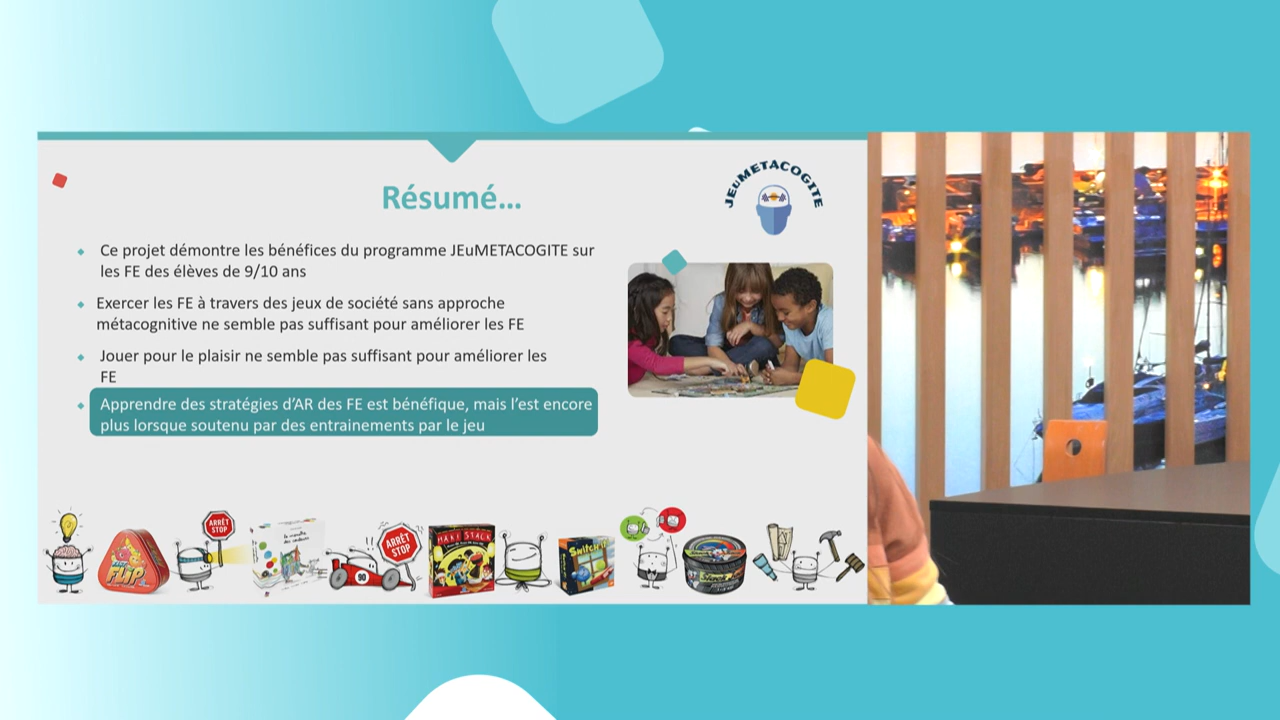 JEuMETACOGITE
Résumé...
Ce projet démontre les bénéfices du programme JEuMETACOGITE sur
les FE des élèves de 9/10 ans
Exercer les FE à travers des jeux de société sans approche
métacognitive ne semble pas suffisant pour améliorer les FE
Jouer pour le plaisir ne semble pas suffisant pour améliorer les
FE
Apprendre des stratégies d'AR des FE est bénéfique, mais l'est encore
plus lorsque soutenu par des entrainements par le jeu
FLIP
ARRÊT
STOP
ARRÊT
STOP
90
MAKE STACK
Switch it